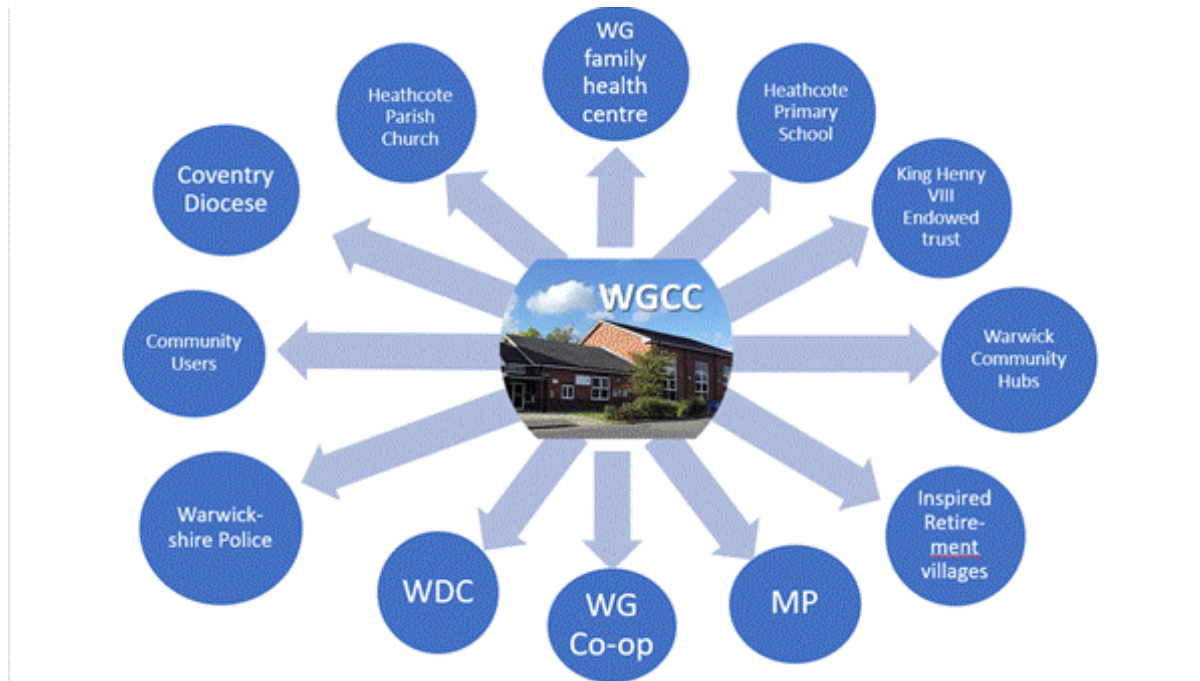 WG
family
health
centre
Heathcote
Parish
Church
Heathcote
Primary
School
Coventry
Diocese
King Henry
VIII
Endowed
trust
WGCC
Community
Users
Warwick
Community
Hubs
Warwick-
shire Police
Inspired
Retire-
ment
villages
WDC
WG
Co-op
MP